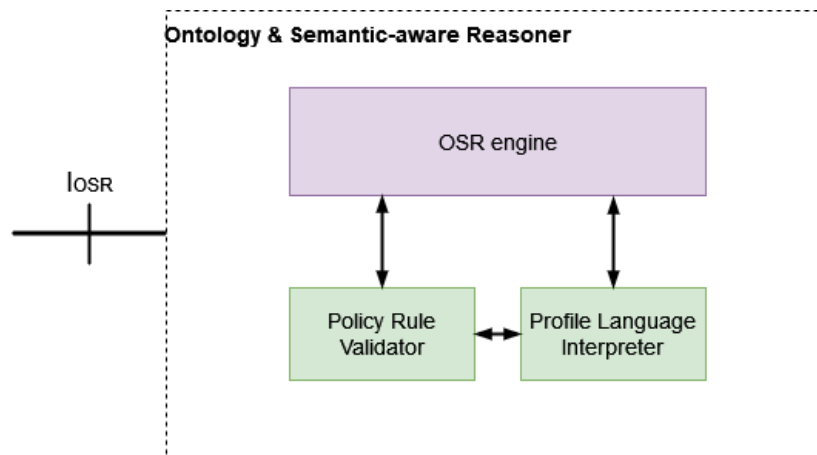 Ontology & Semantic-aware Reasoner
OSR engine
IOSR
Policy Rule
Validator
Profile Language
Interpreter